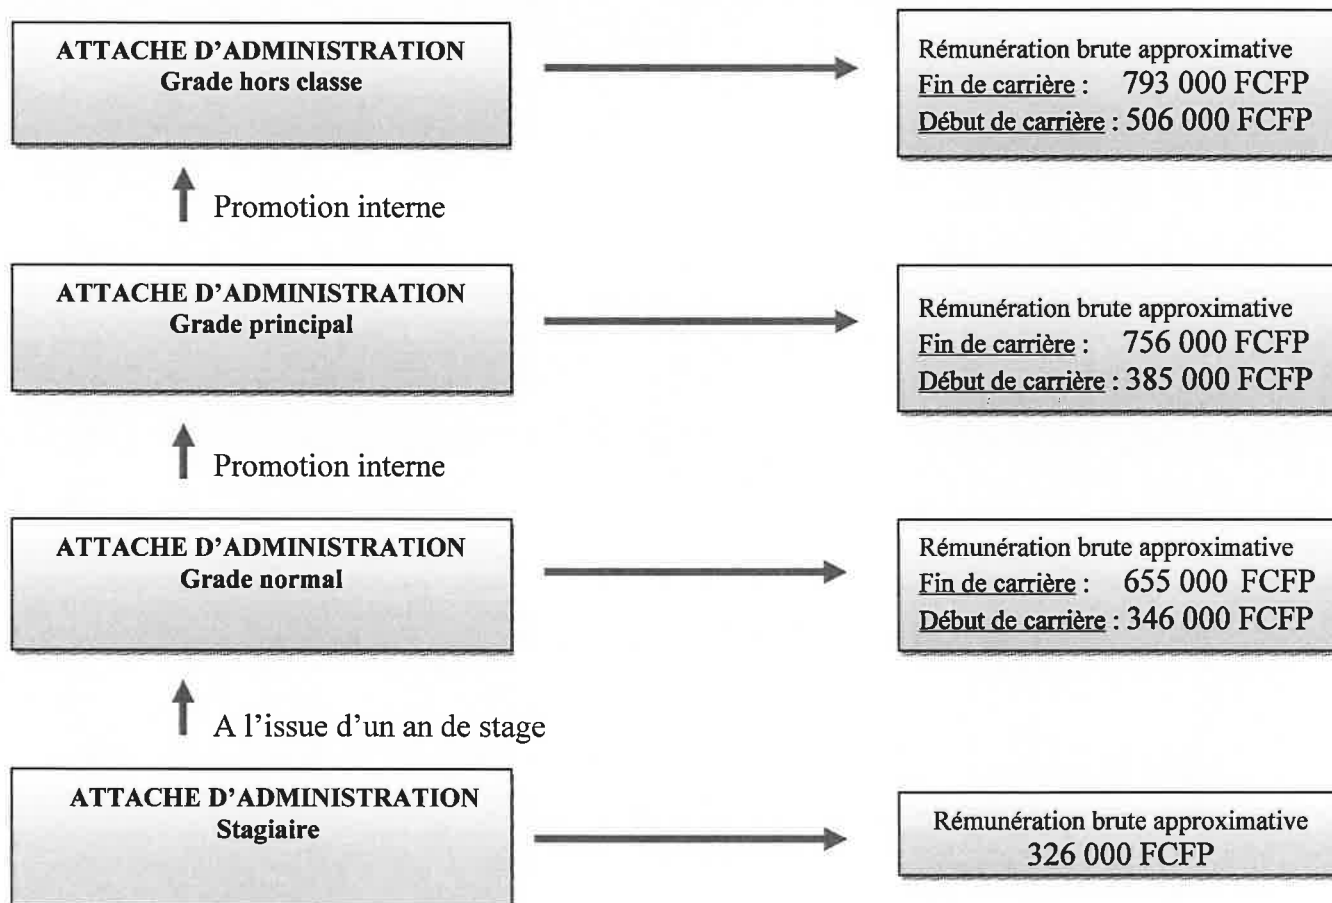 ATTACHE D'ADMINISTRATION
Grade hors classe
Rémunération brute approximative
Fin de carrière : 793 000 FCFP
Début de carrière : 506 000 FCFP
Promotion interne
ATTACHE D'ADMINISTRATION
Grade principal
Rémunération brute approximative
Fin de carrière : 756 000 FCFP
Début de carrière : 385 000 FCFP
Promotion interne
ATTACHE D'ADMINISTRATION
Grade normal
Rémunération brute approximative
Fin de carrière : 655 000 FCFP
Début de carrière : 346 000 FCFP
A l'issue d'un an de stage
ATTACHE D'ADMINISTRATION
Stagiaire
Rémunération brute approximative
326 000 FCFP